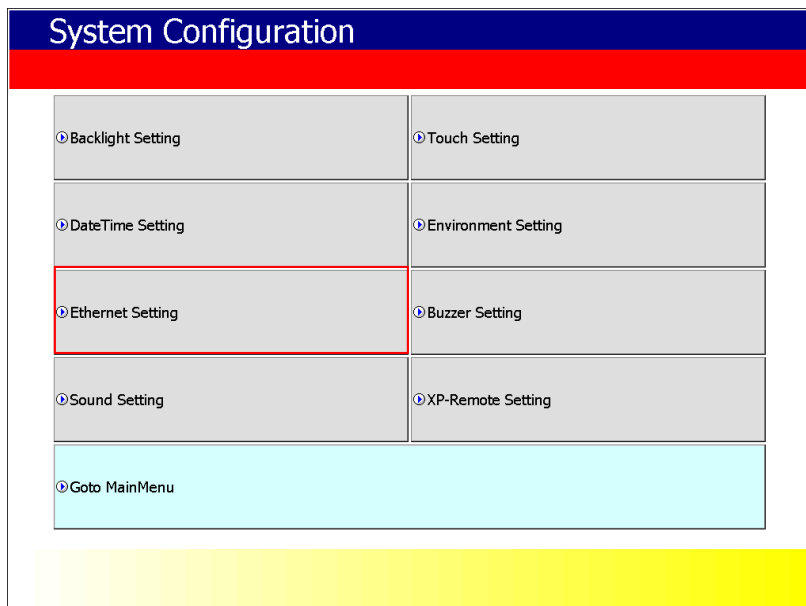 System Configuration
Backlight Setting
Touch Setting
DateTime Setting
Environment Setting
Ethernet Setting
Buzzer Setting
Sound Setting
XP-Remote Setting
Goto MainMenu